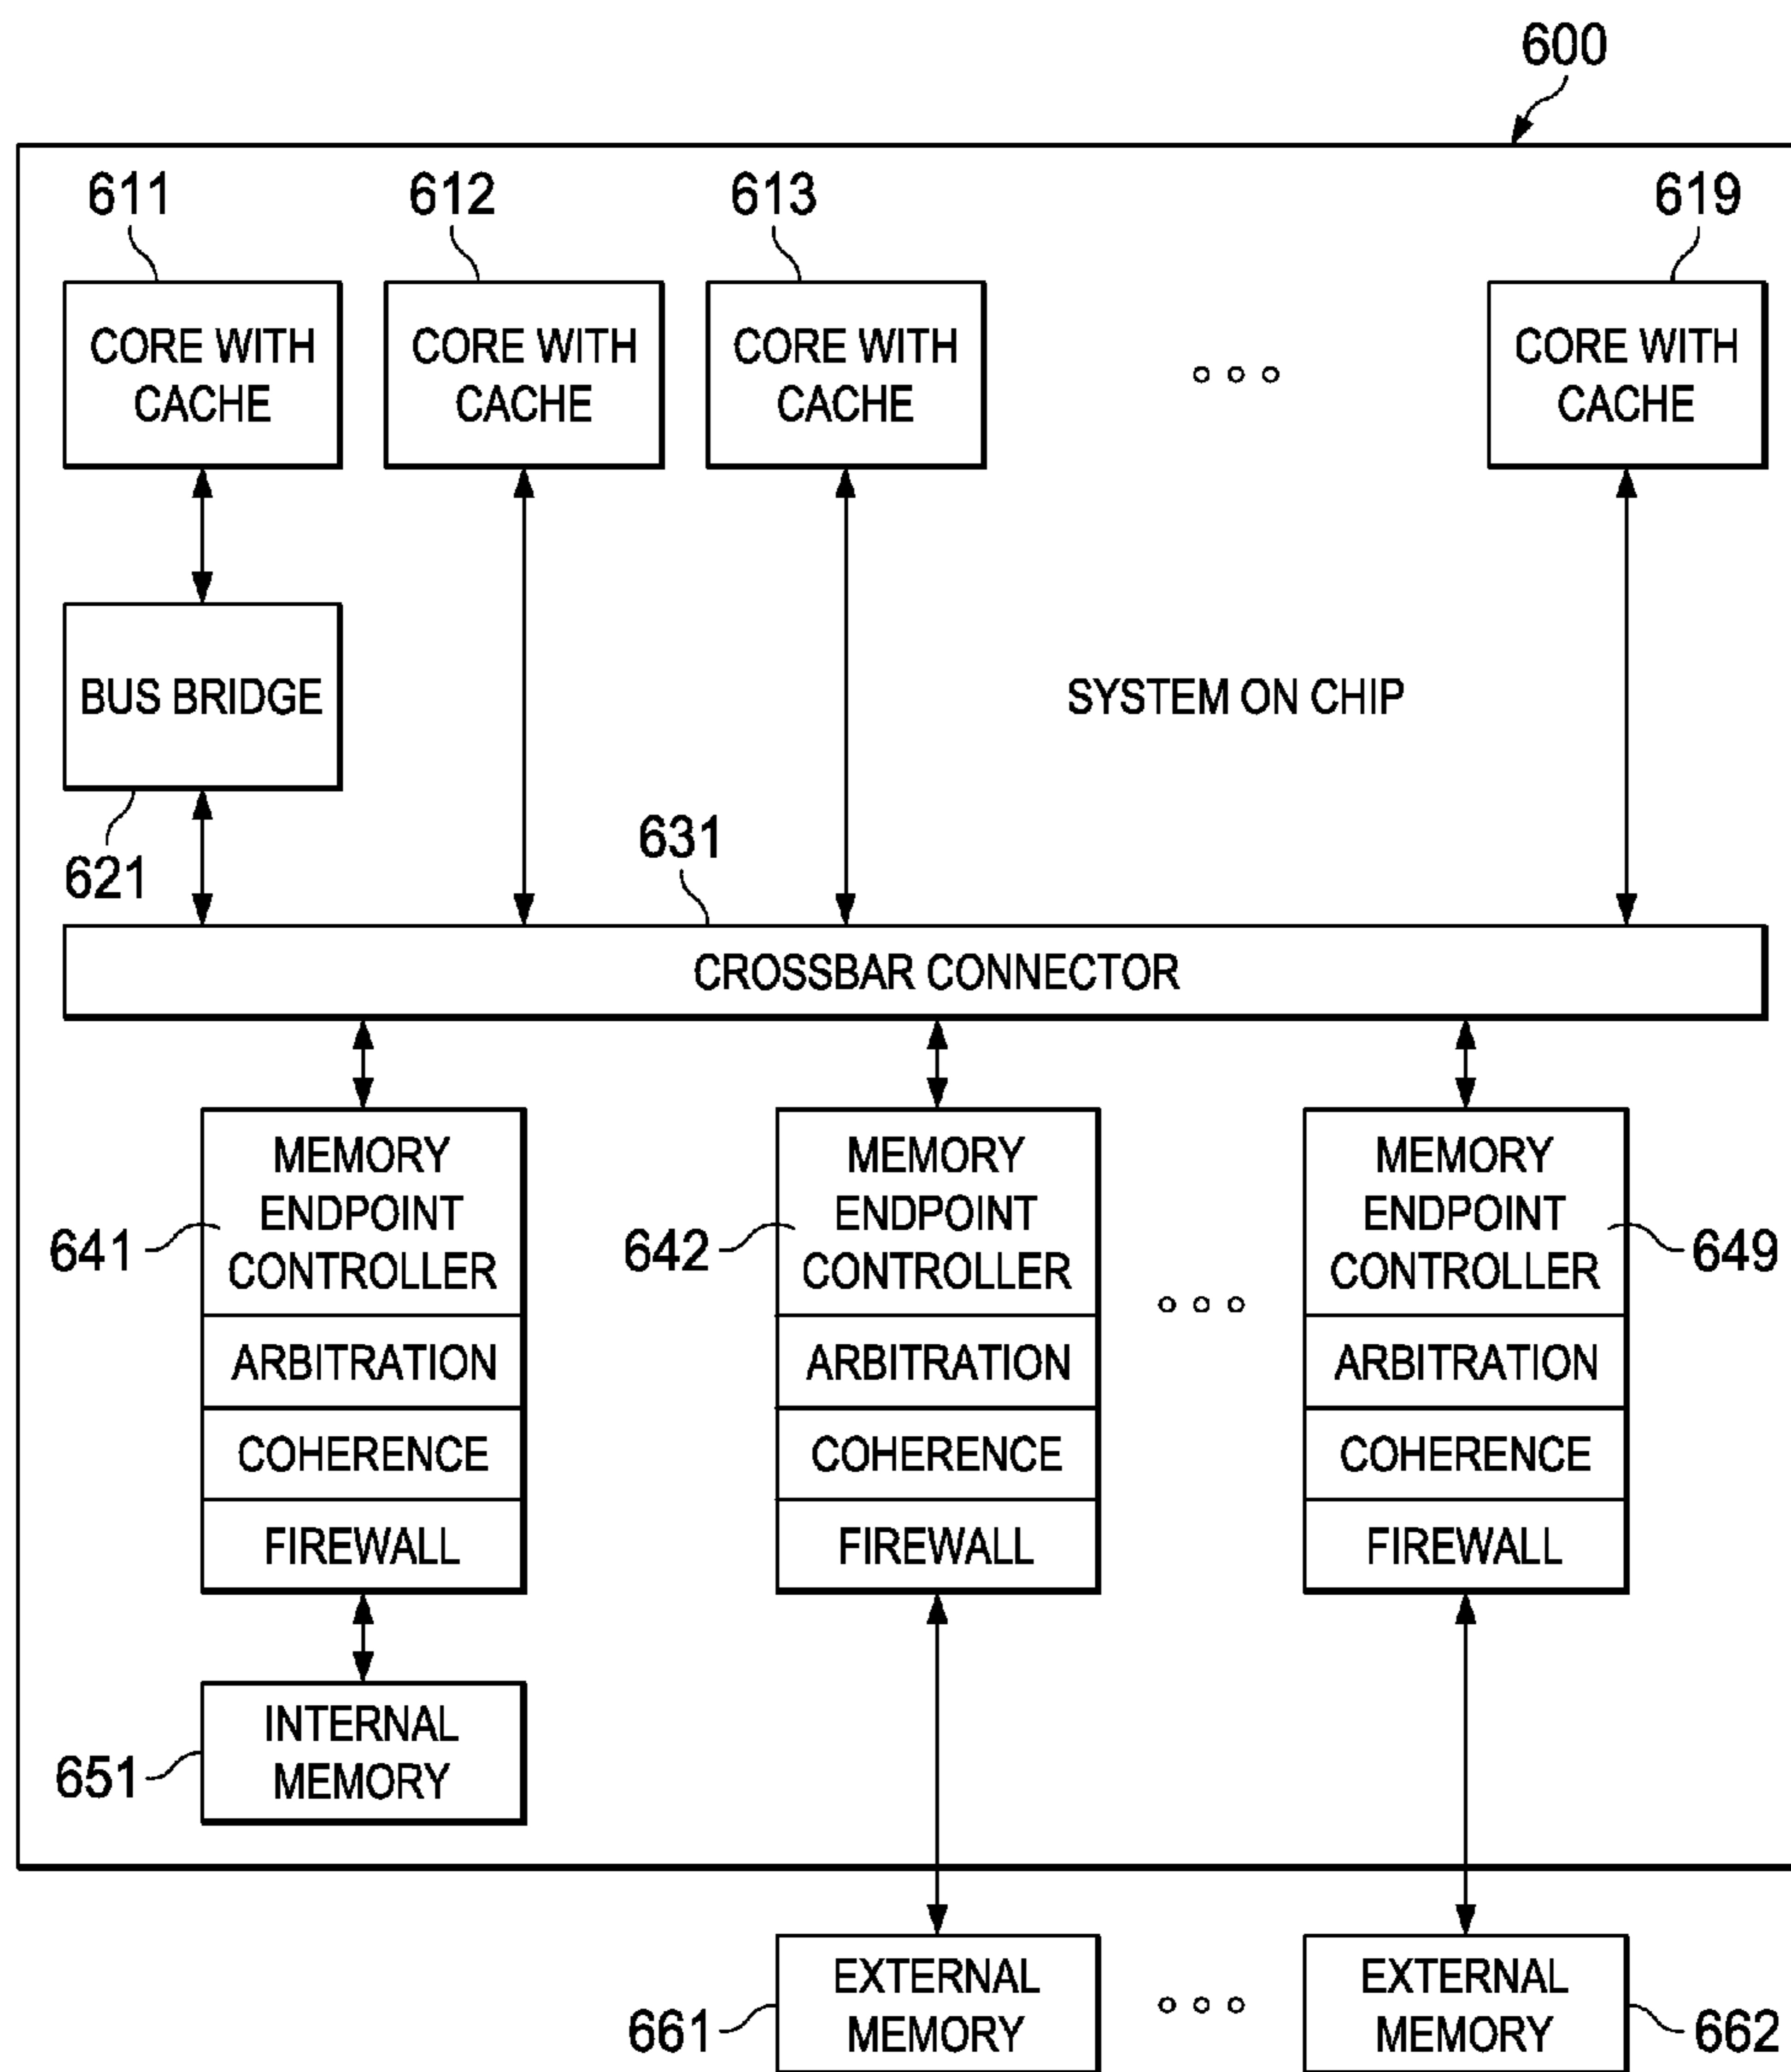 600
611
612
613
619
CORE WITH
CACHE
CORE WITH
CACHE
CORE WITH
CACHE
CORE WITH
CACHE
BUS BRIDGE
SYSTEM ON CHIP
621
631
CROSSBAR CONNECTOR
MEMORY
ENDPOINT
CONTROLLER
ARBITRATION
COHERENCE
FIREWALL
641
MEMORY
ENDPOINT
CONTROLLER
ARBITRATION
COHERENCE
FIREWALL
642
MEMORY
ENDPOINT
CONTROLLER
ARBITRATION
COHERENCE
FIREWALL
649
INTERNAL
MEMORY
651
EXTERNAL
MEMORY
661
EXTERNAL
MEMORY
662